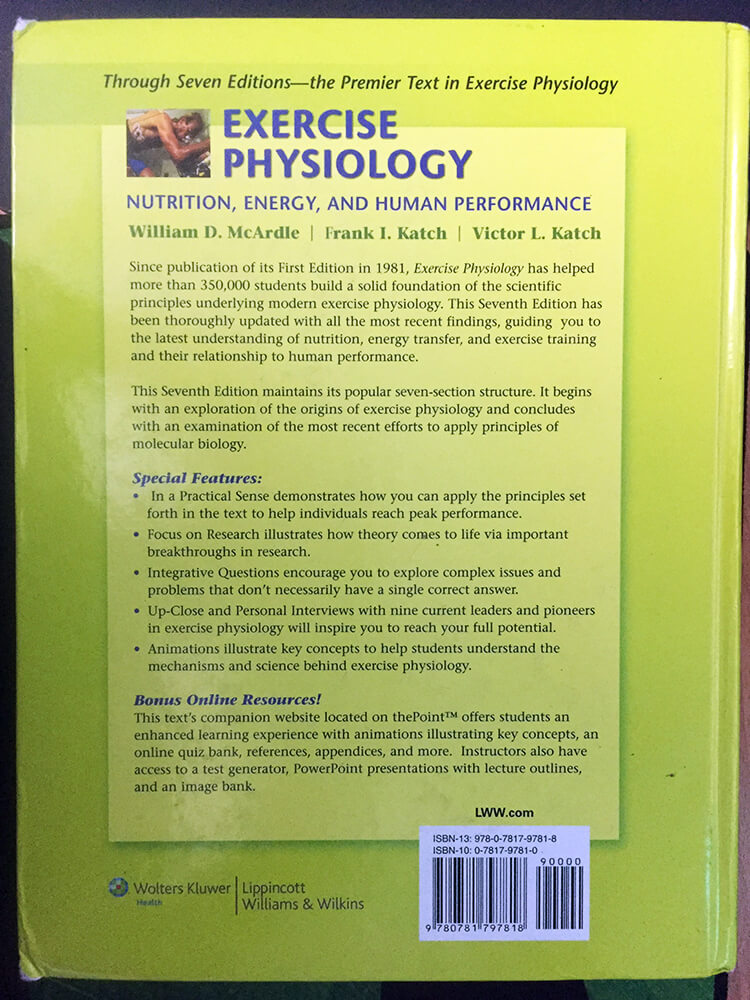 Through Seven Editions—the Premier Text in Exercise Physiology
EXERCISE
PHYSIOLOGY
NUTRITION, ENERGY, AND HUMAN PERFORMANCE
William D. McArdle | Frank I. Katch | Victor L. Katch
Since publication of its First Edition in 1981, Exercise Physiology has helped
more than 350,000 students build a solid foundation of the scientific
principles underlying modern exercise physiology. This Seventh Edition has
been thoroughly updated with all the most recent findings, guiding you to
the latest understanding of nutrition, energy transfer, and exercise training
and their relationship to human performance.
This Seventh Edition maintains its popular seven-section structure. It begins
with an exploration of the origins of exercise physiology and concludes
with an examination of the most recent efforts to apply principles of
molecular biology.
Special Features:
• In a Practical Sense demonstrates how you can apply the principles set
forth in the text to help individuals reach peak performance.
• Focus on Research illustrates how theory comes to life via important
breakthroughs in research.
• Integrative Questions encourage you to explore complex issues and
problems that don't necessarily have a single correct answer.
• Up-Close and Personal Interviews with nine current leaders and pioneers
in exercise physiology will inspire you to reach your full potential.
• Animations illustrate key concepts to help students understand the
mechanisms and science behind exercise physiology.
Bonus Online Resources!
This text's companion website located on thePoint™ offers students an
enhanced learning experience with animations illustrating key concepts, an
online quiz bank, references, appendices, and more. Instructors also have
access to a test generator, PowerPoint presentations with lecture outlines,
and an image bank.
LWW.com
ISBN-13: 978-0-7817-9781-8
ISBN-10: 0-7817-9781-0
90000
9 780781 797818
Wolters Kluwer | Lippincott
Health
Williams & Wilkins